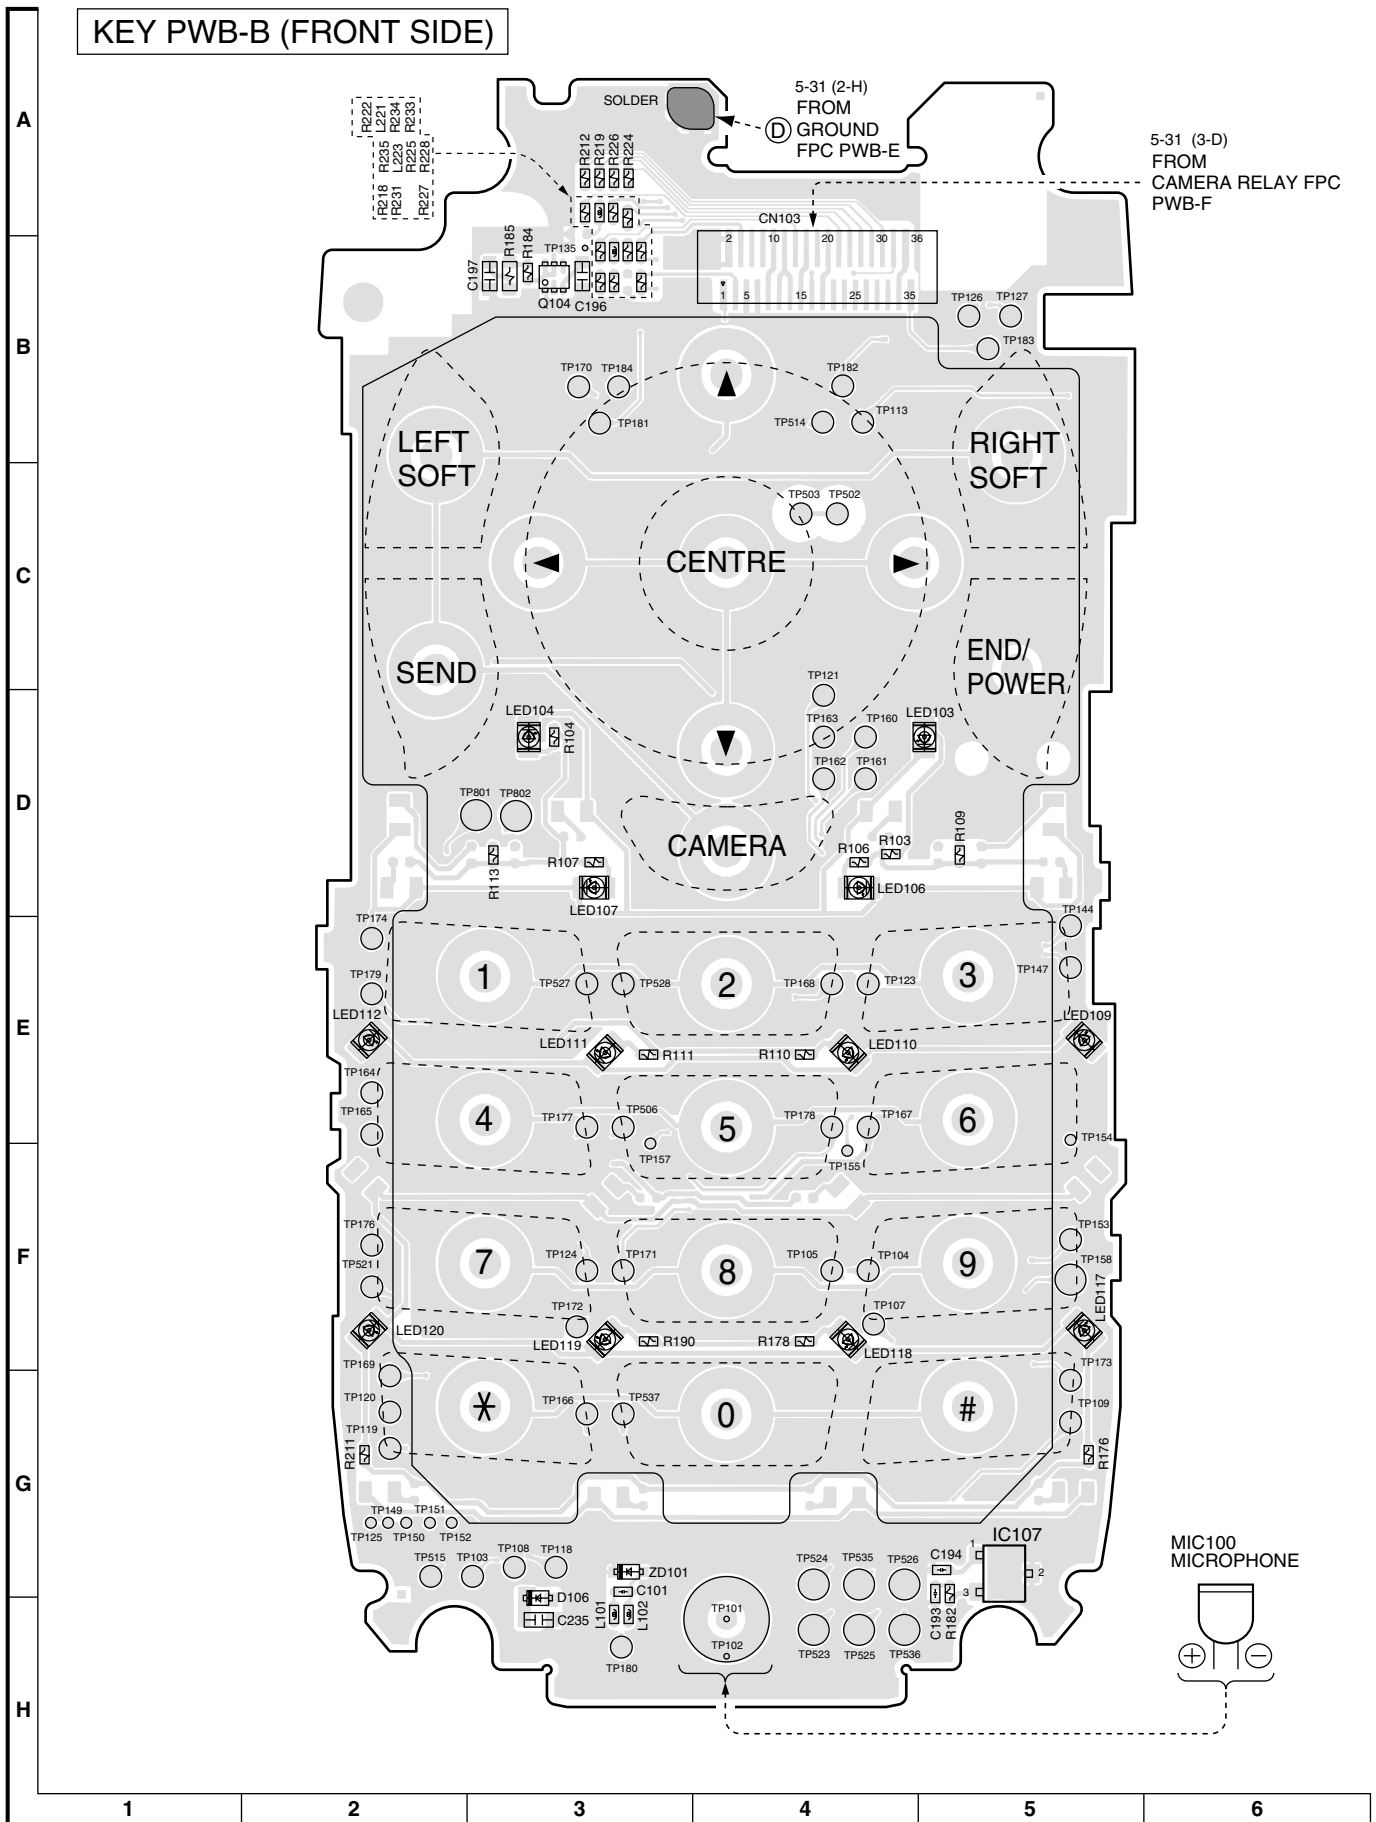 KEY PWB-B (FRONT SIDE)
A
B
C
D
E
F
G
H
1 2 3 4 5 6
R222
L221
R234
R233
R235
L223
R225
R228
R218
R231
R227
SOLDER
5-31 (2-H)
FROM
D GROUND
FPC PWB-E
5-31 (3-D)
FROM
CAMERA RELAY FPC
PWB-F
R212
R219
R226
R224
CN103
2 10 20 30 36
1 5 15 25 35
C197
R185
R184
TP135
Q104
C196
TP126 TP127
TP183
TP170 TP184
TP181
TP182
TP514 TP113
LEFT
SOFT
RIGHT
SOFT
TP503 TP502
CENTRE
SEND
END/
POWER
TP121
LED104
R104
TP163 TP160
LED103
TP162 TP161
TP801 TP802
CAMERA
R113
R107
LED107
R106
R103
R109
LED106
TP174
TP144
1
TP527
TP528
2
TP168
TP123
3
TP147
TP179
LED112
LED111
R111
R110
LED110
LED109
TP164
TP165
4
TP177
TP506
5
TP178
TP167
6
TP154
TP157
TP155
TP176
TP521
7
TP124
TP171
8
TP105
TP104
9
TP153
TP158
LED117
TP172
TP107
LED120
LED119
R190
R178
LED118
TP169
TP173
TP120
*
TP166
TP537
0
#
TP109
TP119
R211
R176
TP149 TP151
TP125 TP150 TP152
TP515 TP103 TP108 TP118
ZD101
C101
D106
C235
L101
L102
TP180
TP101
TP102
TP524 TP535 TP526
TP523 TP525 TP536
C194
C193
R182
IC107
1
2
3
MIC100
MICROPHONE
+ −